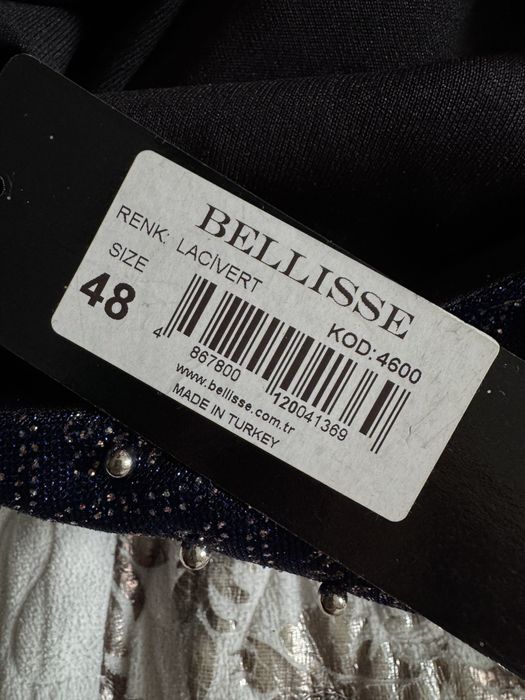 BELLISSE
RENK: LACİVERT
KOD:4600
SIZE
48
4 867800 120041369
www.bellisse.com.tr
MADE IN TURKEY